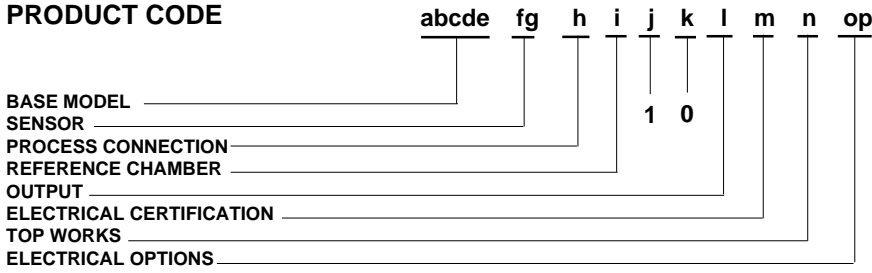 PRODUCT CODE abcde fg h i j k l m n op
BASE MODEL
SENSOR
1 0
PROCESS CONNECTION
REFERENCE CHAMBER
OUTPUT
ELECTRICAL CERTIFICATION
TOP WORKS
ELECTRICAL OPTIONS